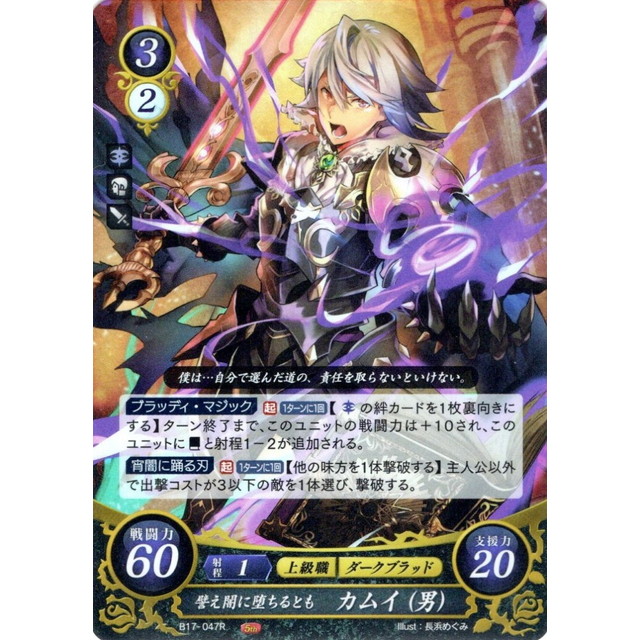 3
2
僕は…自分で選んだ道の、責任を取らないといけない。
ブラッディ・マジック 起 1ターンに1回 【 の絆カードを1枚裏向きに
する】ターン終了まで、このユニットの戦闘力は+10され、この
ユニットに と射程1-2が追加される。
宵闇に踊る刃 起 1ターンに1回 【他の味方を1体撃破する】主人公以外
で出撃コストが3以下の敵を1体選び、撃破する。
戦闘力
60
射程 1
上級職 ダークブラッド
支援力
20
譬え闇に堕ちるとも カムイ(男)
B17-047R
Illust:長浜めぐみ